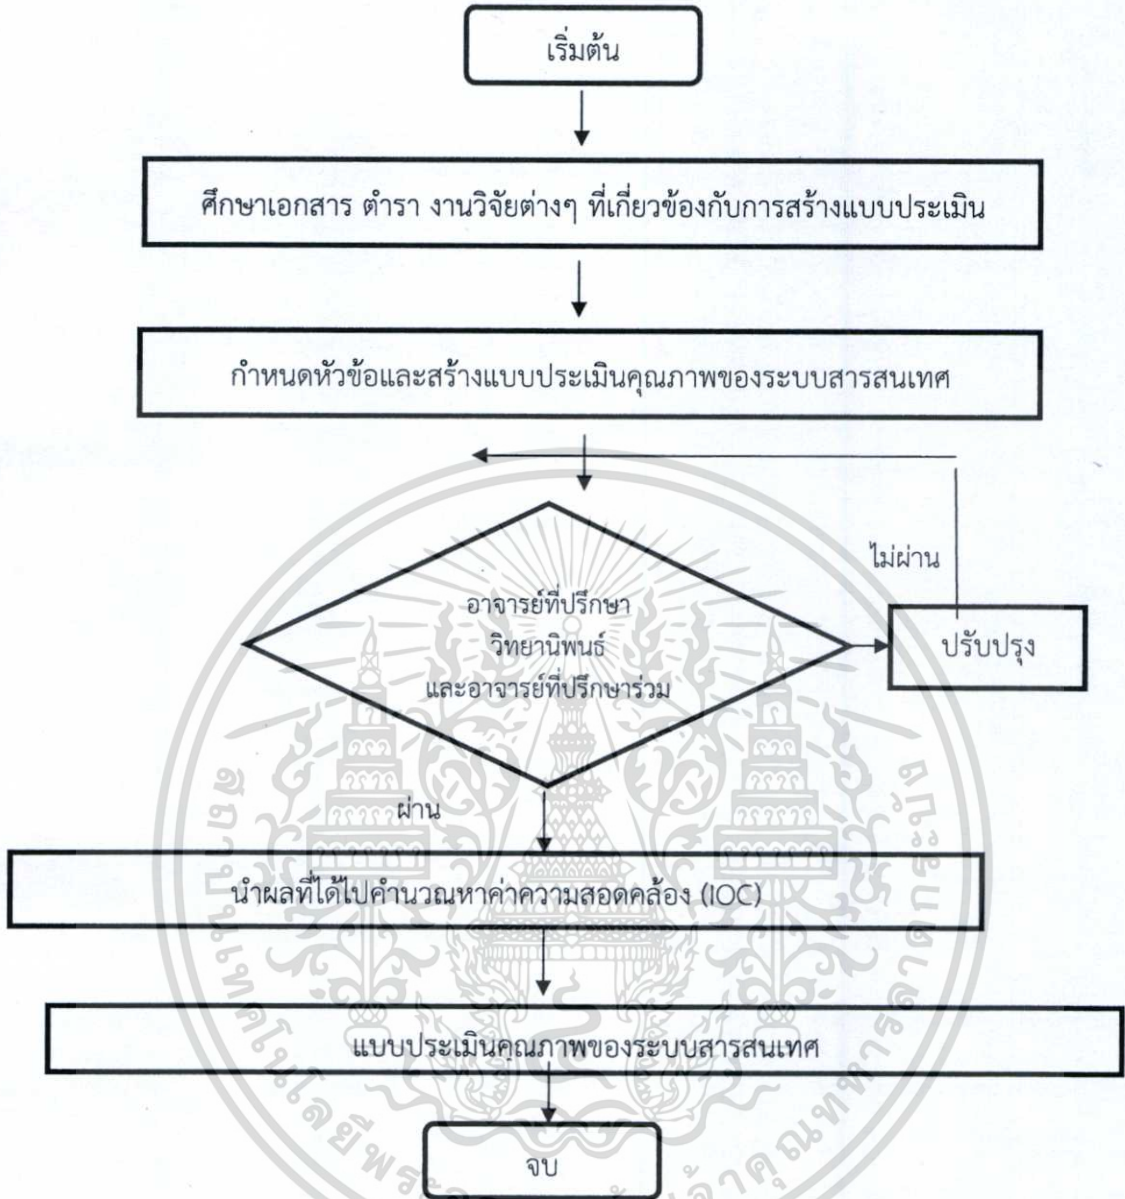 เริ่มต้น
ศึกษาเอกสาร ตำรา งานวิจัยต่างๆ ที่เกี่ยวข้องกับการสร้างแบบประเมิน
กำหนดหัวข้อและสร้างแบบประเมินคุณภาพของระบบสารสนเทศ
ไม่ผ่าน
อาจารย์ที่ปรึกษา
วิทยานิพนธ์
และอาจารย์ที่ปรึกษาร่วม
ปรับปรุง
ผ่าน
นำผลที่ได้ไปคำนวณหาค่าความสอดคล้อง (IOC)
แบบประเมินคุณภาพของระบบสารสนเทศ
จบ